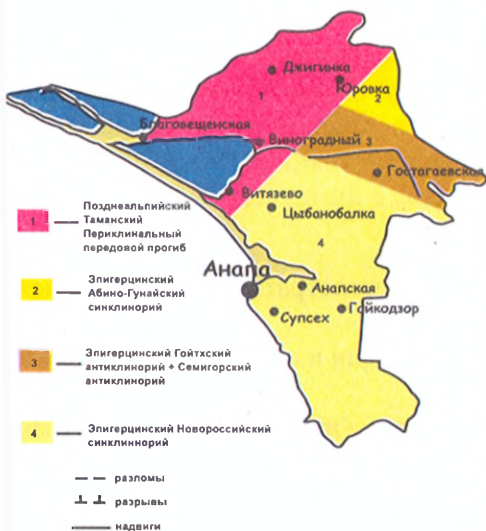 Джигинка
1
Юровка
2
Благовещенская
Виноградный 3
Гостагаевская
Витязево
Цыбанобалка
4
Анапа
Анапская
Супсех
Гайкодзор
1 Позднеальпийский
Таманский
Периклинальный
передовой прогиб
2 Эпигерцинский
Абино-Гунайский
синклинорий
3 Эпигерцинский Гойтхский
антиклинорий + Семигорский
антиклинорий
4 Эпигерцинский Новороссийский
синклиннорий
разломы
разрывы
надвиги